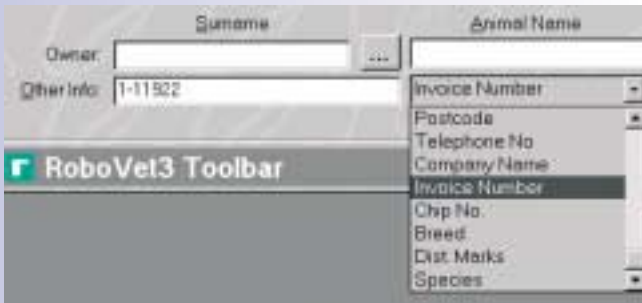 Surname Animal Name
Owner: ...
Other Info: 1-11922 Invoice Number
Postcode
Telephone No
Company Name
RoboVet3 Toolbar
Invoice Number
Chip No.
Breed
Dist. Marks
Species